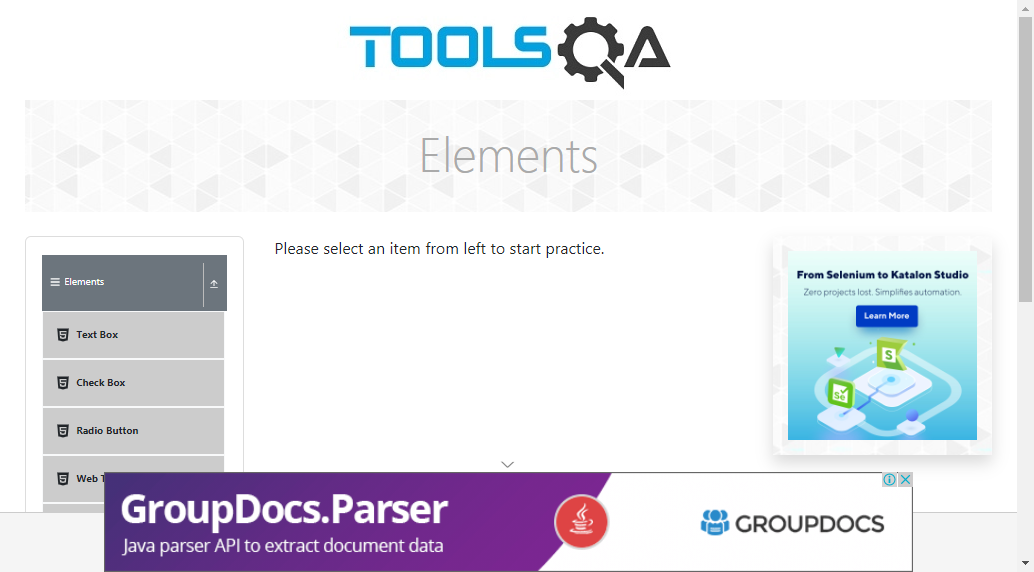 TOOLSQA
Elements
Elements
Text Box
Check Box
Radio Button
Web
Please select an item from left to start practice.
From Selenium to Katalon Studio
Zero projects lost. Simplifies automation.
Learn More
S
Se
GroupDocs.Parser
Java parser API to extract document data
GROUPDOCS